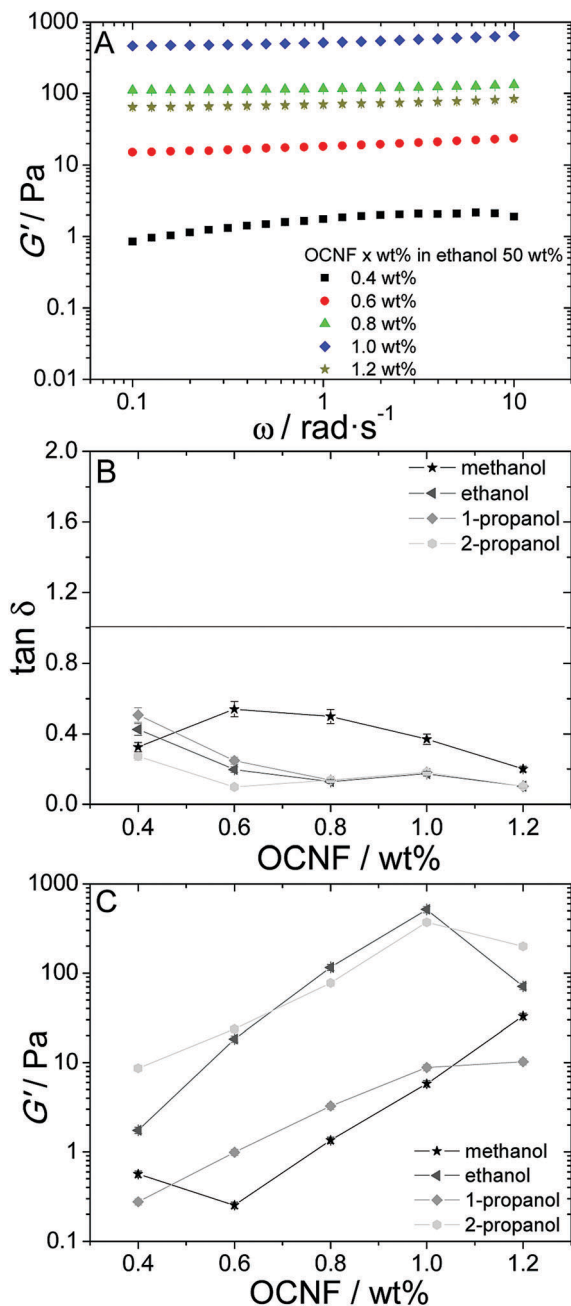 A
1000
100
10
1
0.1
0.01
G'/ Pa
OCNF x wt% in ethanol 50 wt%
0.4 wt%
0.6 wt%
0.8 wt%
1.0 wt%
1.2 wt%
0.1
1
10
ω / rad·s⁻¹
B
2.0
1.6
1.2
0.8
0.4
0.0
tan δ
methanol
ethanol
1-propanol
2-propanol
0.4
0.6
0.8
1.0
1.2
OCNF / wt%
C
1000
100
10
1
0.1
G'/ Pa
methanol
ethanol
1-propanol
2-propanol
0.4
0.6
0.8
1.0
1.2
OCNF / wt%